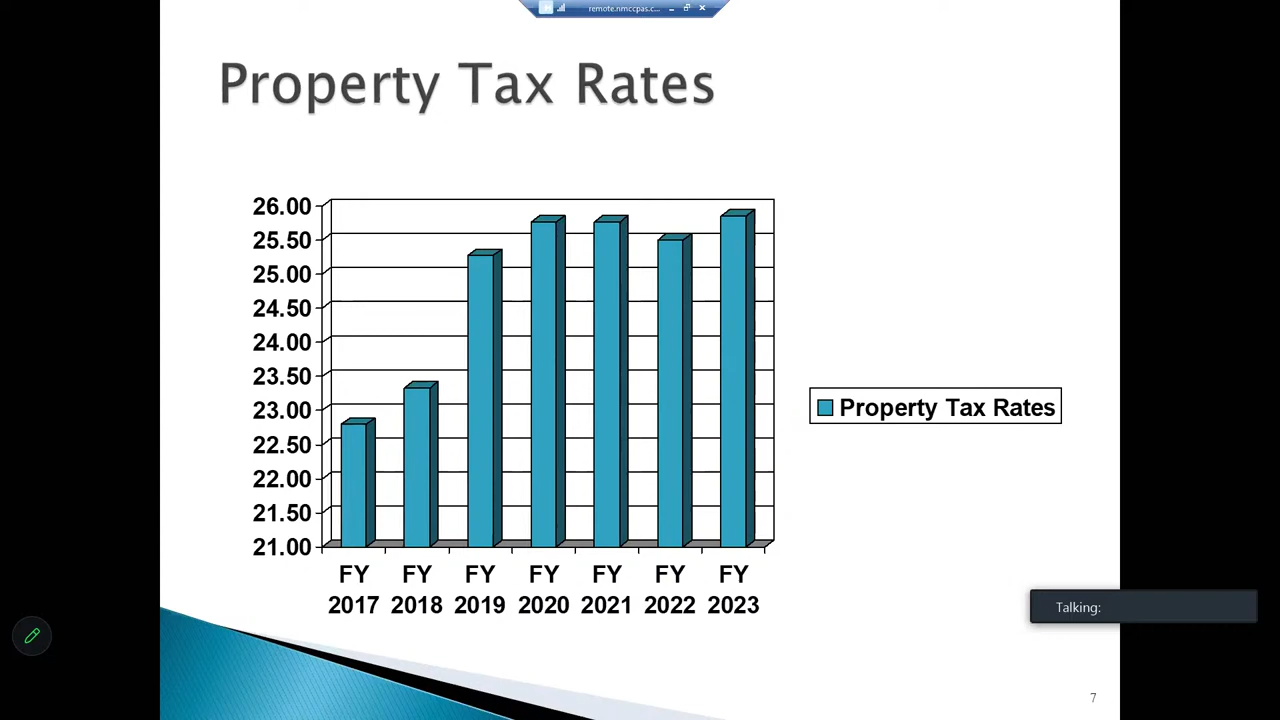 remote.nmccpas.c...
Property Tax Rates
26.00
25.50
25.00
24.50
24.00
23.50
23.00
22.50
22.00
21.50
21.00
FY 2017
FY 2018
FY 2019
FY 2020
FY 2021
FY 2022
FY 2023
Property Tax Rates
Talking:
7